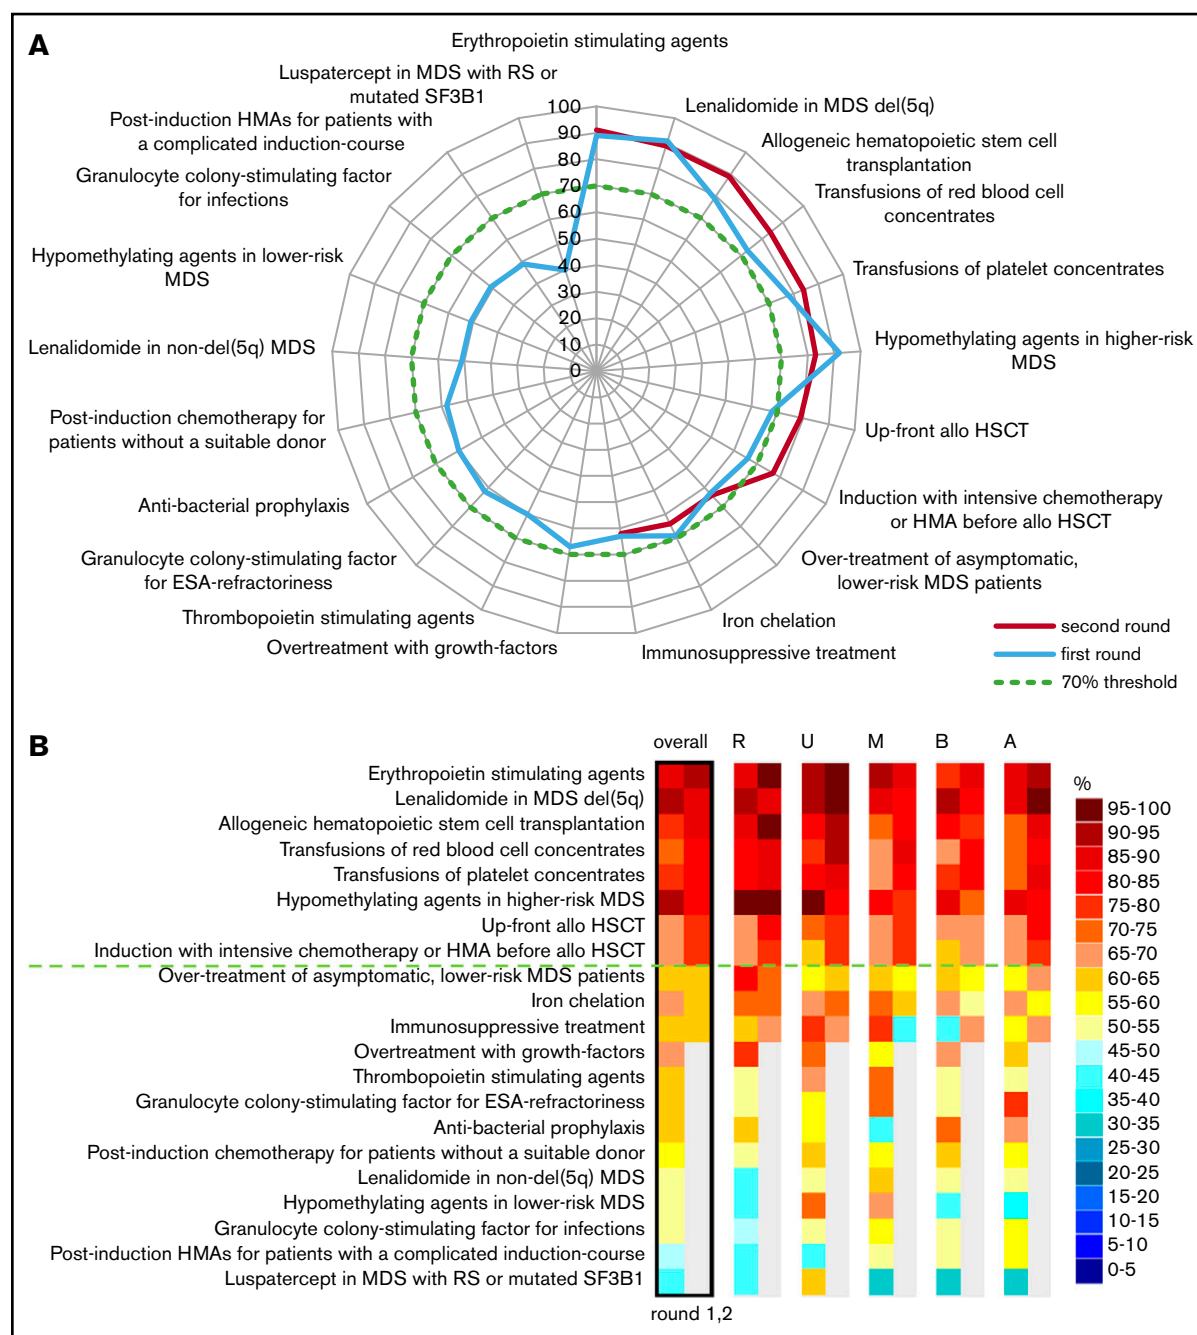 A
Erythropoietin stimulating agents
Luspatercept in MDS with RS or
mutated SF3B1
Post-induction HMAs for patients with
a complicated induction-course
Granulocyte colony-stimulating factor
for infections
Hypomethylating agents in lower-risk
MDS
Lenalidomide in non-del(5q) MDS
Post-induction chemotherapy for
patients without a suitable donor
Anti-bacterial prophylaxis
Granulocyte colony-stimulating factor
for ESA-refractoriness
Thrombopoietin stimulating agents
Overtreatment with growth-factors
100
90
80
70
60
50
40
30
20
10
0
Lenalidomide in MDS del(5q)
Allogeneic hematopoietic stem cell
transplantation
Transfusions of red blood cell
concentrates
Transfusions of platelet concentrates
Hypomethylating agents in higher-risk
MDS
Up-front allo HSCT
Induction with intensive chemotherapy
or HMA before allo HSCT
Over-treatment of asymptomatic,
lower-risk MDS patients
Iron chelation
Immunosuppressive treatment
second round
first round
70% threshold
B
overall R U M B A
Erythropoietin stimulating agents
Lenalidomide in MDS del(5q)
Allogeneic hematopoietic stem cell transplantation
Transfusions of red blood cell concentrates
Transfusions of platelet concentrates
Hypomethylating agents in higher-risk MDS
Up-front allo HSCT
Induction with intensive chemotherapy or HMA before allo HSCT
Over-treatment of asymptomatic, lower-risk MDS patients
Iron chelation
Immunosuppressive treatment
Overtreatment with growth-factors
Thrombopoietin stimulating agents
Granulocyte colony-stimulating factor for ESA-refractoriness
Anti-bacterial prophylaxis
Post-induction chemotherapy for patients without a suitable donor
Lenalidomide in non-del(5q) MDS
Hypomethylating agents in lower-risk MDS
Granulocyte colony-stimulating factor for infections
Post-induction HMAs for patients with a complicated induction-course
Luspatercept in MDS with RS or mutated SF3B1
round 1,2
%
95-100
90-95
85-90
80-85
75-80
70-75
65-70
60-65
55-60
50-55
45-50
40-45
35-40
30-35
25-30
20-25
15-20
10-15
5-10
0-5